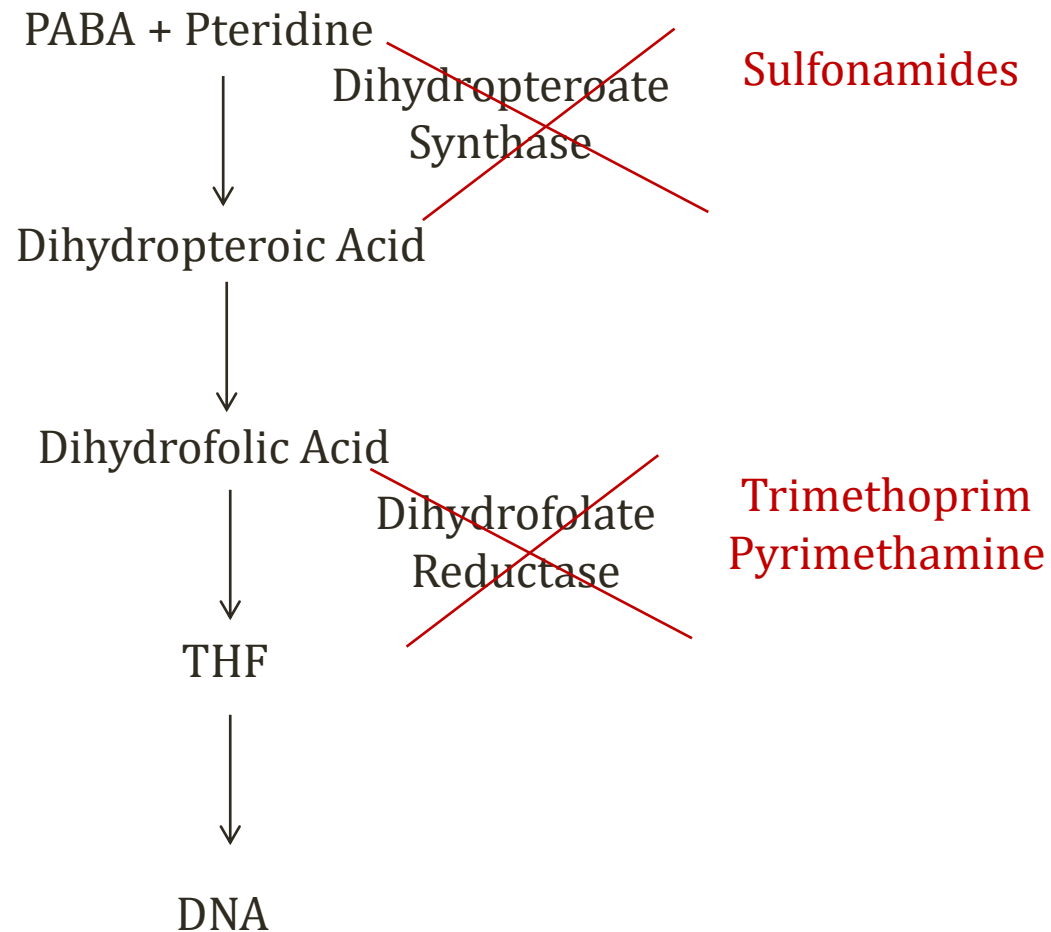 PABA + Pteridine
Dihydropteroate
Synthase
Sulfonamides
Dihydropteroic Acid
Dihydrofolic Acid
Dihydrofolate
Reductase
Trimethoprim
Pyrimethamine
THF
DNA